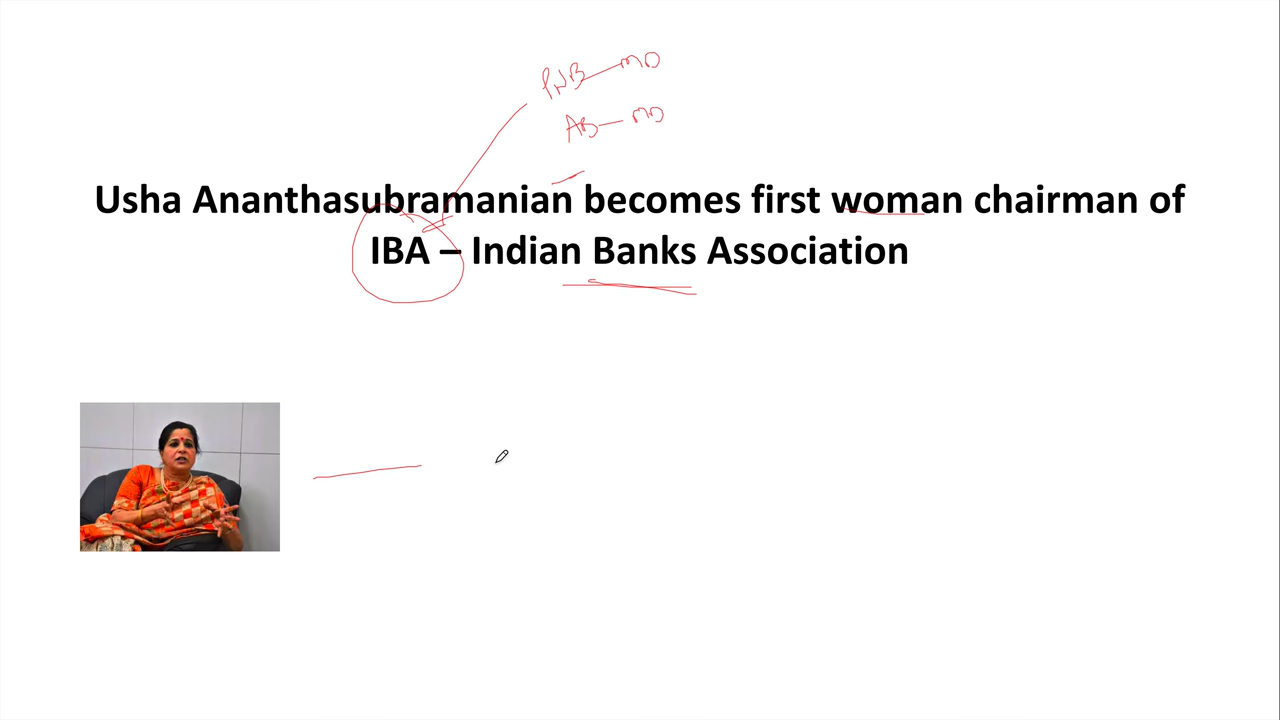 PNB — MD
AB — MD
Usha Ananthasubramanian becomes first woman chairman of
IBA – Indian Banks Association